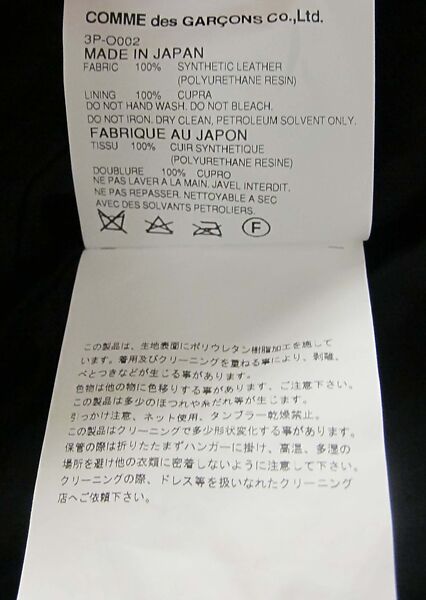 COMME des GARÇONS Co.,Ltd.
3P-O002
MADE IN JAPAN
FABRIC 100% SYNTHETIC LEATHER
(POLYURETHANE RESIN)
LINING 100% CUPRA
DO NOT HAND WASH. DO NOT BLEACH.
DO NOT IRON. DRY CLEAN, PETROLEUM SOLVENT ONLY.
FABRIQUE AU JAPON
TISSU 100% CUIR SYNTHETIQUE
(POLYURETHANE RESINE)
DOUBLURE 100% CUPRO
NE PAS LAVER A LA MAIN. JAVEL INTERDIT.
NE PAS REPASSER. NETTOYABLE A SEC
AVEC DES SOLVANTS PETROLIERS.
F
この製品は、生地表面にポリウレタン樹脂加工を施して
います。着用及びクリーニングを重ねる事により、剥離、
べとつきなどが生じる事があります。
色物は他の物に色移りする事があります、ご注意下さい。
この製品は多少のほつれや糸だれ等が生じます。
引っかけ注意、ネット使用、タンブラー乾燥禁止。
この製品はクリーニングで多少形状変化する事があります。
保管の際は折りたたまずハンガーに掛け、高温、多湿の
場所を避け他の衣類に密着しないように注意して下さい。
クリーニングの際、ドレス等を扱いなれたクリーニング
店へご依頼下さい。